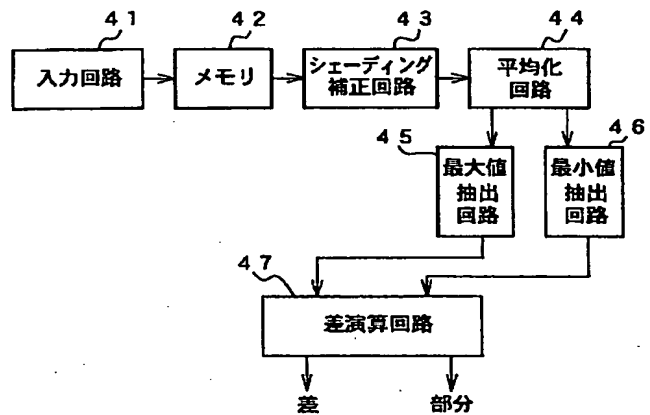 41
42
43
44
入力回路
メモリ
シェーディング
補正回路
平均化
回路
45
46
最大値
抽出
回路
最小値
抽出
回路
47
差演算回路
差
部分